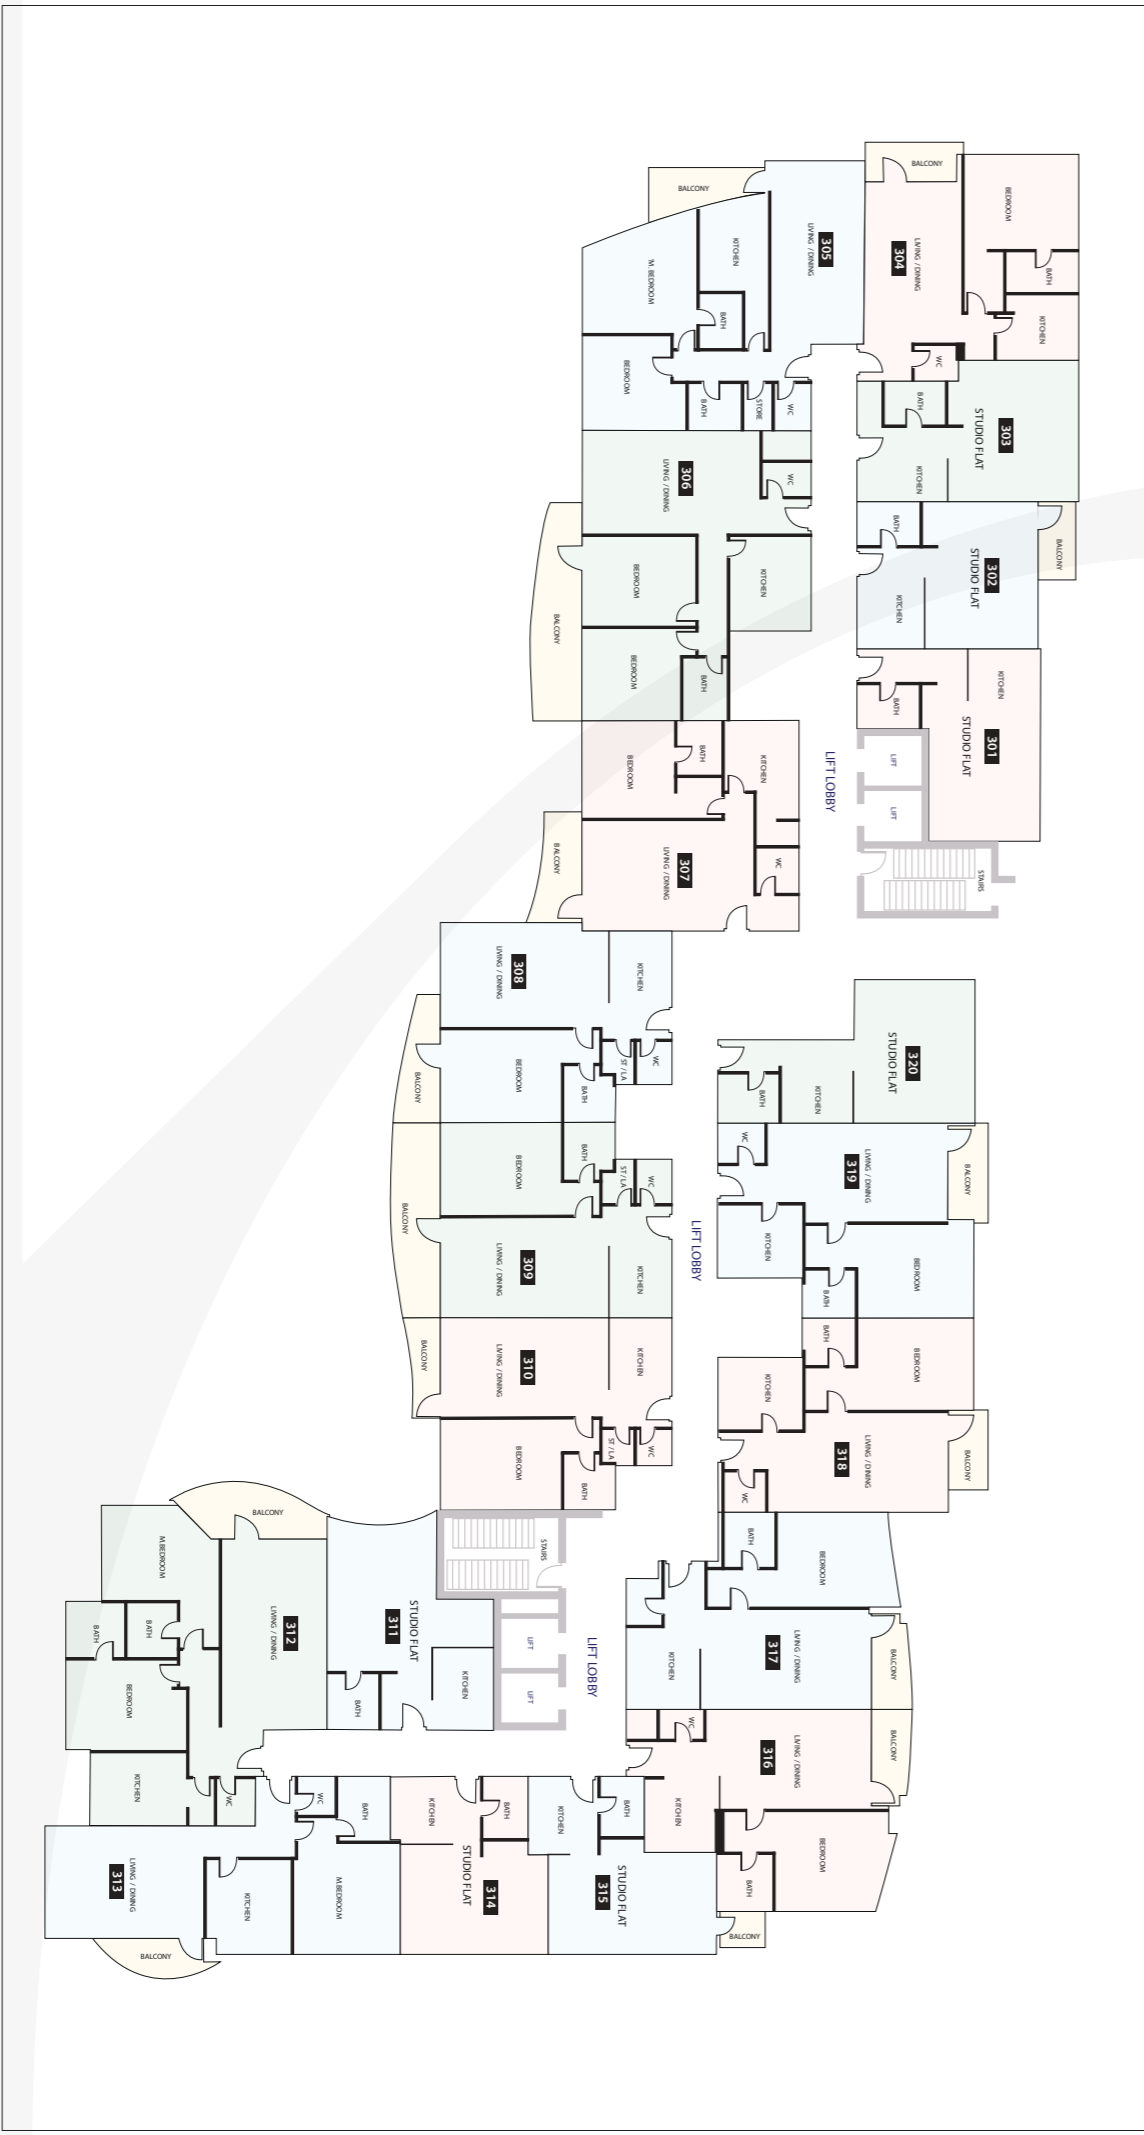 BALCONY
BEDROOM
BATH
KITCHEN
LIVING / DINING
304
WC
BALCONY
305
LIVING / DINING
KITCHEN
M. BEDROOM
BATH
BEDROOM
BATH
STORE
WC
303
STUDIO FLAT
BATH
KITCHEN
306
LIVING / DINING
WC
KITCHEN
BEDROOM
BEDROOM
BATH
BALCONY
302
STUDIO FLAT
BATH
KITCHEN
BALCONY
301
STUDIO FLAT
KITCHEN
BATH
LIFT
LIFT
STAIRS
LIFT LOBBY
BEDROOM
BATH
KITCHEN
307
LIVING / DINING
WC
BALCONY
308
LIVING / DINING
KITCHEN
BEDROOM
BATH
ST / LA
WC
BALCONY
320
STUDIO FLAT
KITCHEN
BATH
BEDROOM
BATH
ST / LA
WC
309
LIVING / DINING
KITCHEN
BALCONY
LIFT LOBBY
WC
319
LIVING / DINING
BALCONY
KITCHEN
BEDROOM
BATH
310
LIVING / DINING
KITCHEN
BALCONY
BEDROOM
BATH
ST / LA
WC
BATH
BEDROOM
KITCHEN
318
LIVING / DINING
BALCONY
WC
STAIRS
LIFT
LIFT
LIFT LOBBY
BATH
BEDROOM
317
LIVING / DINING
KITCHEN
BALCONY
BALCONY
M.BEDROOM
BATH
BATH
BEDROOM
312
LIVING / DINING
KITCHEN
WC
311
STUDIO FLAT
KITCHEN
BATH
WC
316
LIVING / DINING
BALCONY
KITCHEN
BEDROOM
BATH
313
LIVING / DINING
KITCHEN
WC
BATH
M.BEDROOM
BALCONY
KITCHEN
BATH
STUDIO FLAT
314
KITCHEN
BATH
315
STUDIO FLAT
BALCONY